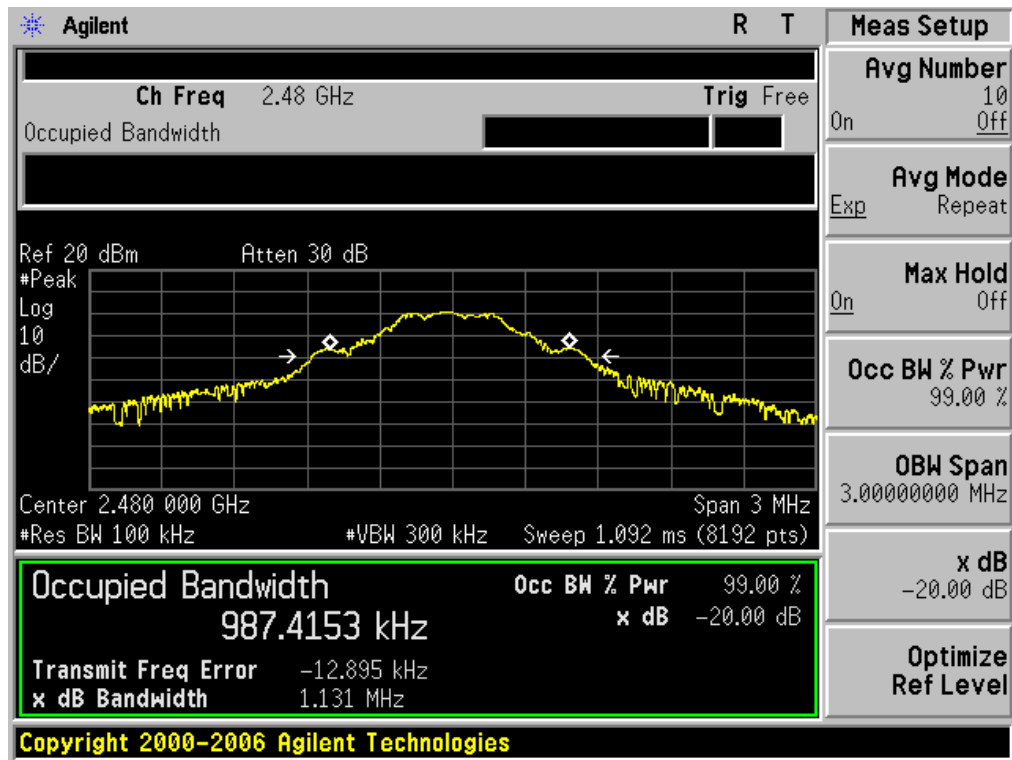 Agilent R T
Ch Freq 2.48 GHz Trig Free
Occupied Bandwidth
Ref 20 dBm Atten 30 dB
#Peak
Log
10
dB/
Center 2.480 000 GHz Span 3 MHz
#Res BW 100 kHz #VBW 300 kHz Sweep 1.092 ms (8192 pts)
Occupied Bandwidth
987.4153 kHz
Occ BW % Pwr 99.00 %
x dB -20.00 dB
Transmit Freq Error -12.895 kHz
x dB Bandwidth 1.131 MHz
Copyright 2000-2006 Agilent Technologies
Meas Setup
Avg Number
10
On Off
Avg Mode
Exp Repeat
Max Hold
On Off
Occ BW % Pwr
99.00 %
OBW Span
3.00000000 MHz
x dB
-20.00 dB
Optimize
Ref Level